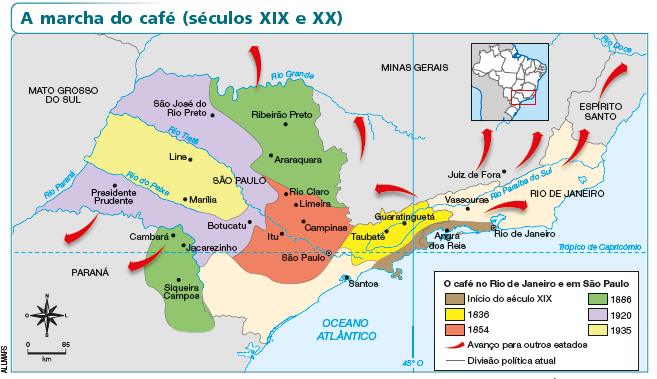 A marcha do café (séculos XIX e XX)
Rio Doce
MINAS GERAIS
Rio Grande
MATO GROSSO
DO SUL
São José do
Rio Preto
Ribeirão Preto
ESPÍRITO
SANTO
Rio Tietê
Lins
Araraquara
Juiz de Fora
Rio Paraíba do Sul
Rio Paraná
Rio do Peixe
SÃO PAULO
Presidente
Prudente
Marília
Rio Claro
Limeira
Vassouras
RIO DE JANEIRO
Guaratinguetá
Botucatu
Campinas
Cambará
Itu
Taubaté
Angra
dos Reis
Rio de Janeiro
Jacarezinho
São Paulo
Trópico de Capricórnio
PARANÁ
Siqueira
Campos
Santos
O café no Rio de Janeiro e em São Paulo
Início do século XIX
1886
1836
1920
1854
1935
Avanço para outros estados
Divisão política atual
OCEANO
ATLÂNTICO
N
S
0 85
km
45° O
ALLMAPS